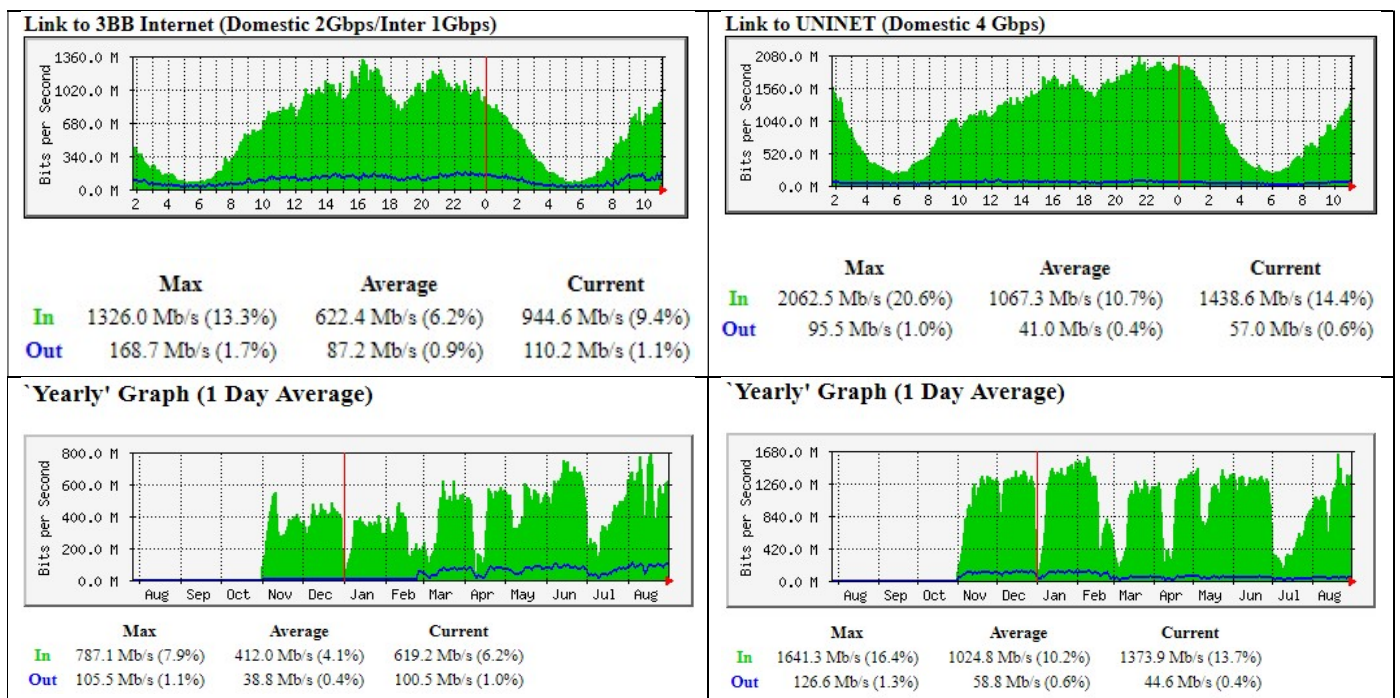 Link to 3BB Internet (Domestic 2Gbps/Inter 1Gbps)
Bits per Second
1360.0 M
1020.0 M
680.0 M
340.0 M
0.0 M
2 4 6 8 10 12 14 16 18 20 22 0 2 4 6 8 10
Max Average Current
In 1326.0 Mb/s (13.3%) 622.4 Mb/s (6.2%) 944.6 Mb/s (9.4%)
Out 168.7 Mb/s (1.7%) 87.2 Mb/s (0.9%) 110.2 Mb/s (1.1%)
Link to UNINET (Domestic 4 Gbps)
Bits per Second
2080.0 M
1560.0 M
1040.0 M
520.0 M
0.0 M
2 4 6 8 10 12 14 16 18 20 22 0 2 4 6 8 10
Max Average Current
In 2062.5 Mb/s (20.6%) 1067.3 Mb/s (10.7%) 1438.6 Mb/s (14.4%)
Out 95.5 Mb/s (1.0%) 41.0 Mb/s (0.4%) 57.0 Mb/s (0.6%)
`Yearly' Graph (1 Day Average)
Bits per Second
800.0 M
600.0 M
400.0 M
200.0 M
0.0 M
Aug Sep Oct Nov Dec Jan Feb Mar Apr May Jun Jul Aug
Max Average Current
In 787.1 Mb/s (7.9%) 412.0 Mb/s (4.1%) 619.2 Mb/s (6.2%)
Out 105.5 Mb/s (1.1%) 38.8 Mb/s (0.4%) 100.5 Mb/s (1.0%)
`Yearly' Graph (1 Day Average)
Bits per Second
1680.0 M
1260.0 M
840.0 M
420.0 M
0.0 M
Aug Sep Oct Nov Dec Jan Feb Mar Apr May Jun Jul Aug
Max Average Current
In 1641.3 Mb/s (16.4%) 1024.8 Mb/s (10.2%) 1373.9 Mb/s (13.7%)
Out 126.6 Mb/s (1.3%) 58.8 Mb/s (0.6%) 44.6 Mb/s (0.4%)